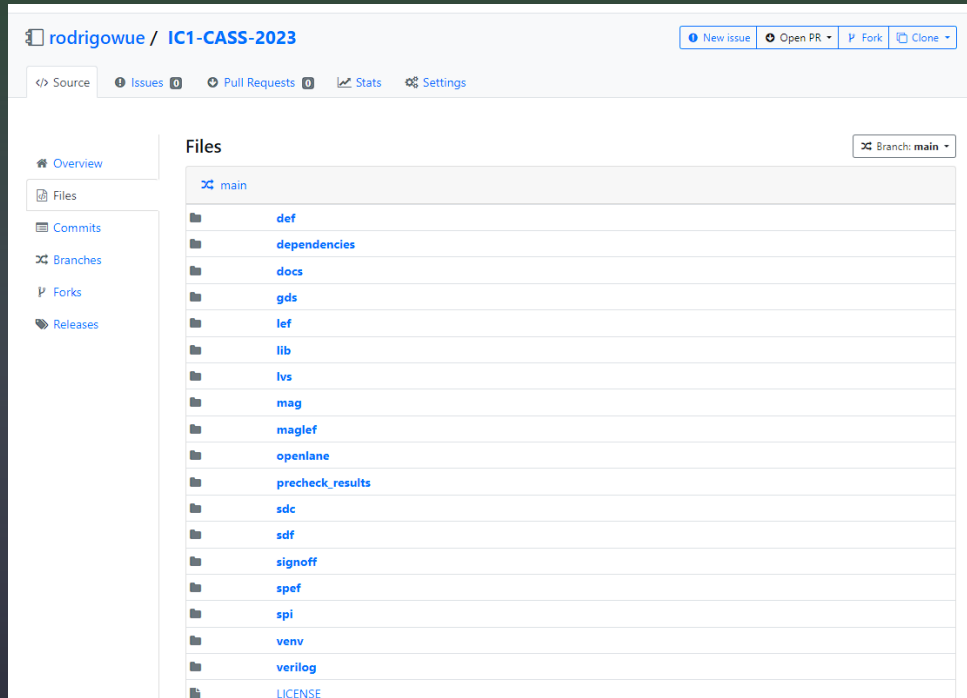 rodrigowue / IC1-CASS-2023
New issue Open PR Fork Clone
Source Issues 0 Pull Requests 0 Stats Settings
Files
Branch: main
Overview
Files
Commits
Branches
Forks
Releases
main
def
dependencies
docs
gds
lef
lib
lvs
mag
maglef
openlane
precheck_results
sdc
sdf
signoff
spef
spi
venv
verilog
LICENSE